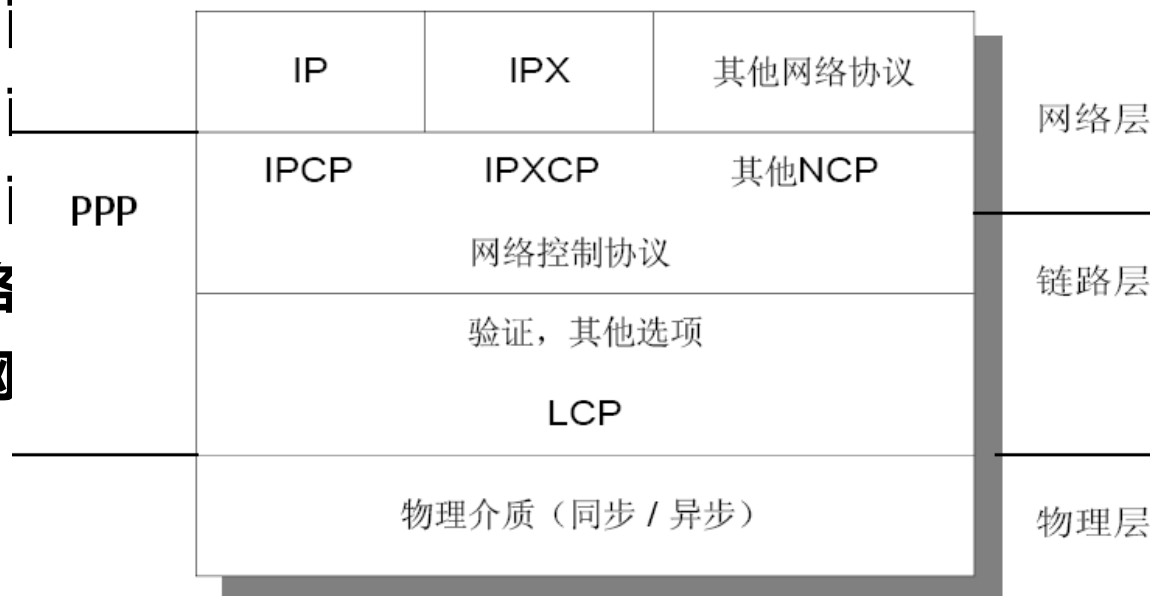 IP IPX 其他网络协议
网络层
IPCP IPXCP 其他NCP
PPP
网络控制协议
链路层
验证，其他选项
LCP
物理介质（同步 / 异步）
物理层